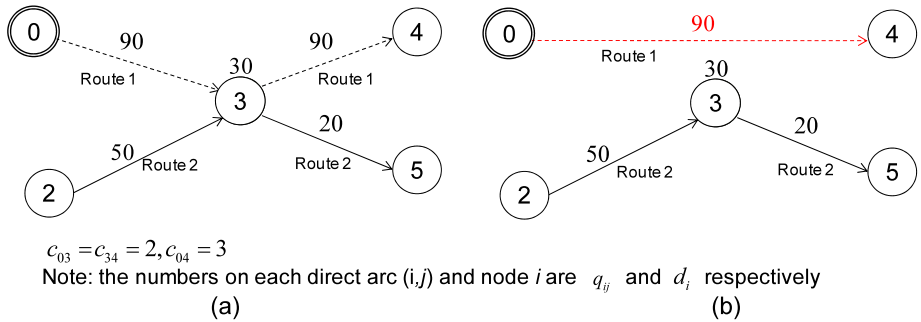 0
90
90
4
Route 1
30
Route 1
3
20
50
Route 2
Route 2
2
5
0
90
4
Route 1
30
3
20
50
Route 2
Route 2
2
5
c₀₃ = c₃₄ = 2, c₀₄ = 3
Note: the numbers on each direct arc (i,j) and node i are q_ij and d_i respectively
(a)
(b)